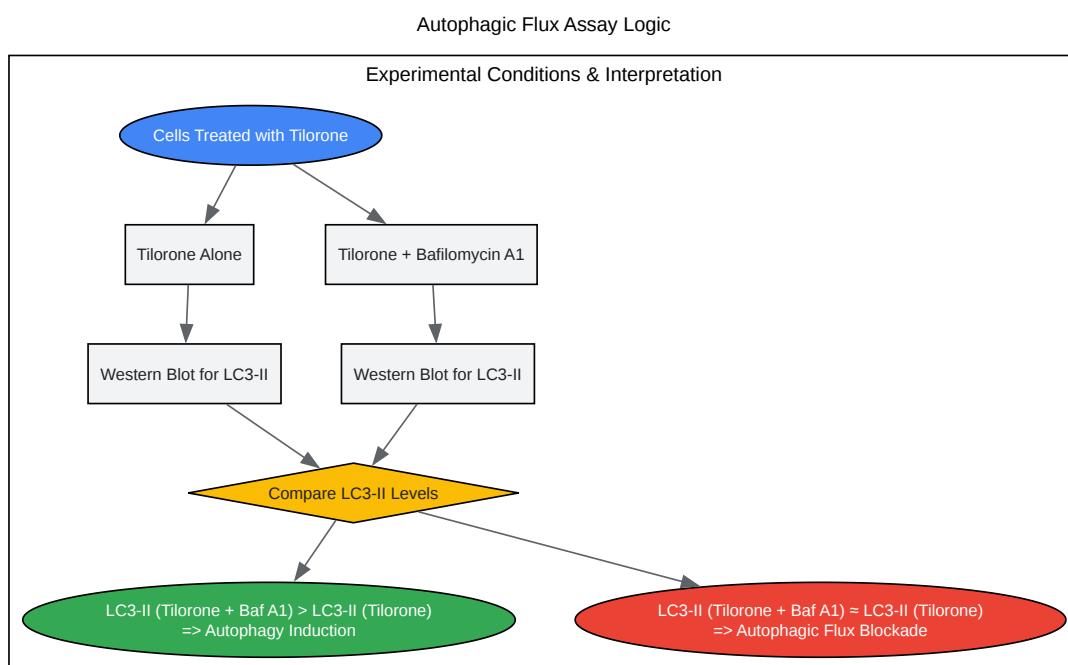 Autophagic Flux Assay Logic
Experimental Conditions & Interpretation
Cells Treated with Tilorone
Tilorone Alone
Tilorone + Bafilomycin A1
Western Blot for LC3-II
Western Blot for LC3-II
Compare LC3-II Levels
LC3-II (Tilorone + Baf A1) > LC3-II (Tilorone)
=> Autophagy Induction
LC3-II (Tilorone + Baf A1) ≈ LC3-II (Tilorone)
=> Autophagic Flux Blockade